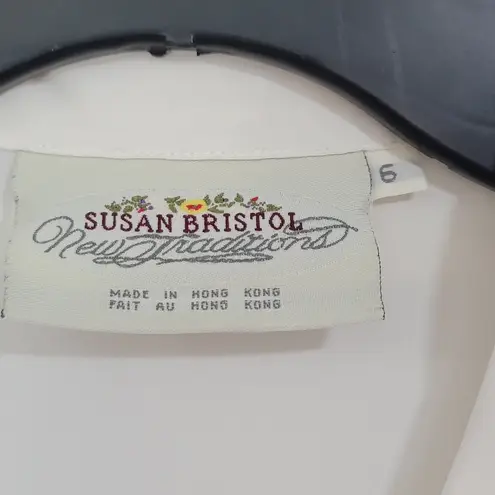 SUSAN BRISTOL
New Traditions
MADE IN HONG KONG
FAIT AU HONG KONG
6